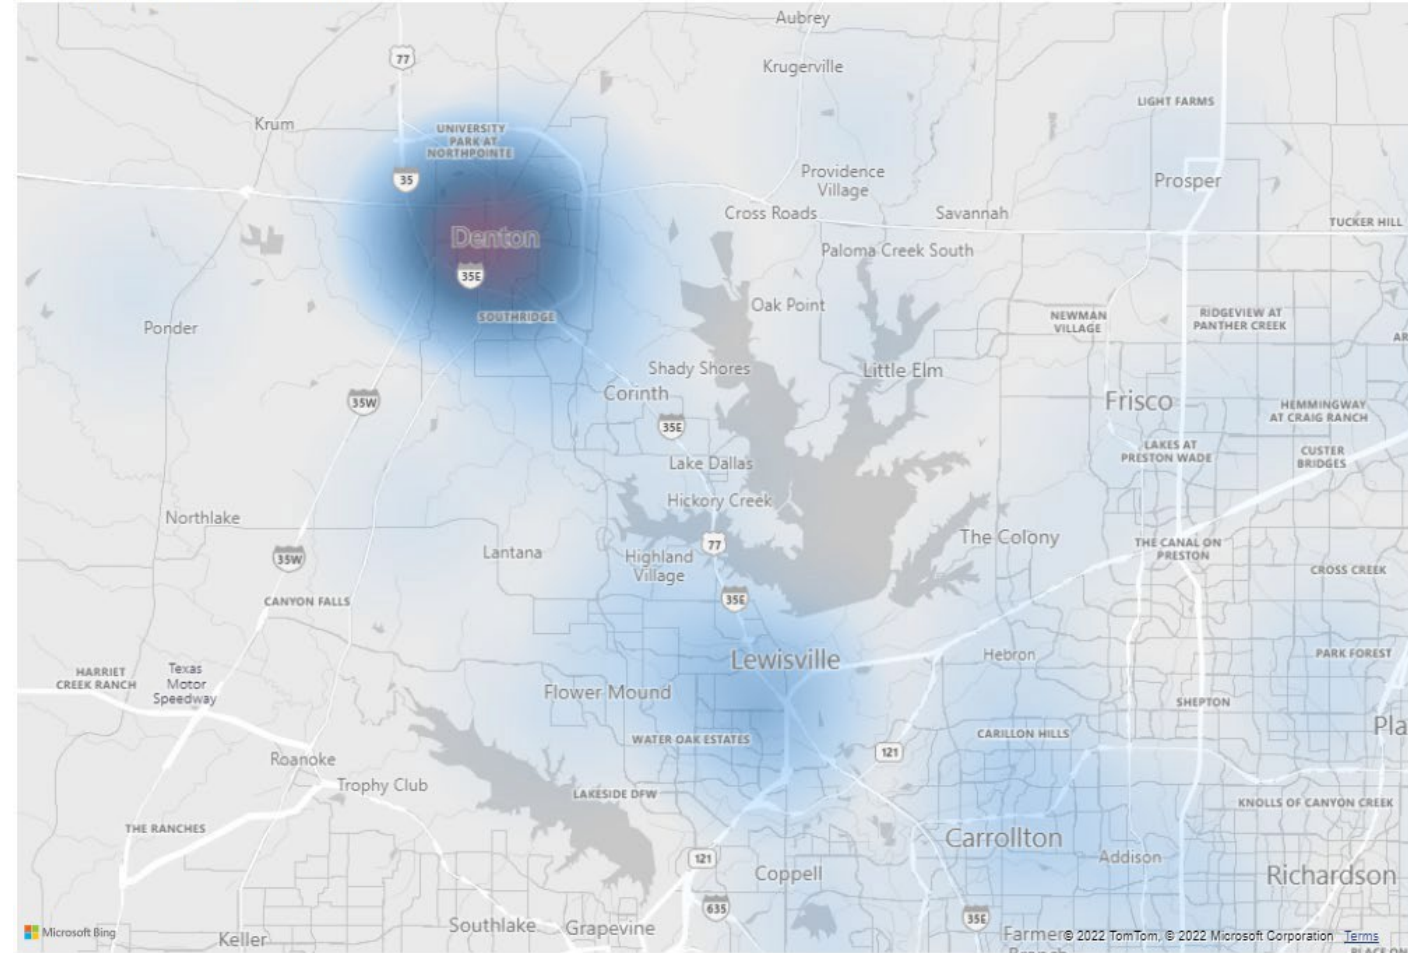 Aubrey
77
Krugerville
LIGHT FARMS
Krum
UNIVERSITY
PARK AT
NORTHPOINTE
35
Providence
Village
Prosper
Cross Roads
Savannah
TUCKER HILL
Denton
Paloma Creek South
35E
Oak Point
SOUTHRIDGE
NEWMAN
VILLAGE
RIDGEVIEW AT
PANTHER CREEK
Ponder
AR
Shady Shores
Little Elm
Corinth
35W
Frisco
HEMMINGWAY
AT CRAIG RANCH
35E
LAKES AT
PRESTON WADE
CUSTER
BRIDGES
Lake Dallas
Hickory Creek
Northlake
The Colony
77
THE CANAL ON
PRESTON
Lantana
35W
Highland
Village
CROSS CREEK
CANYON FALLS
35E
Lewisville
Hebron
PARK FOREST
HARRIET
CREEK RANCH
Texas
Motor
Speedway
Flower Mound
SHEPTON
Pla
WATER OAK ESTATES
CARILLON HILLS
121
Roanoke
Trophy Club
LAKESIDE DFW
KNOLLS OF CANYON CREEK
THE RANCHES
Carrollton
121
Addison
Coppell
Richardson
635
35E
Southlake
Grapevine
Microsoft Bing
Keller
Farmer
© 2022 TomTom, © 2022 Microsoft Corporation Terms